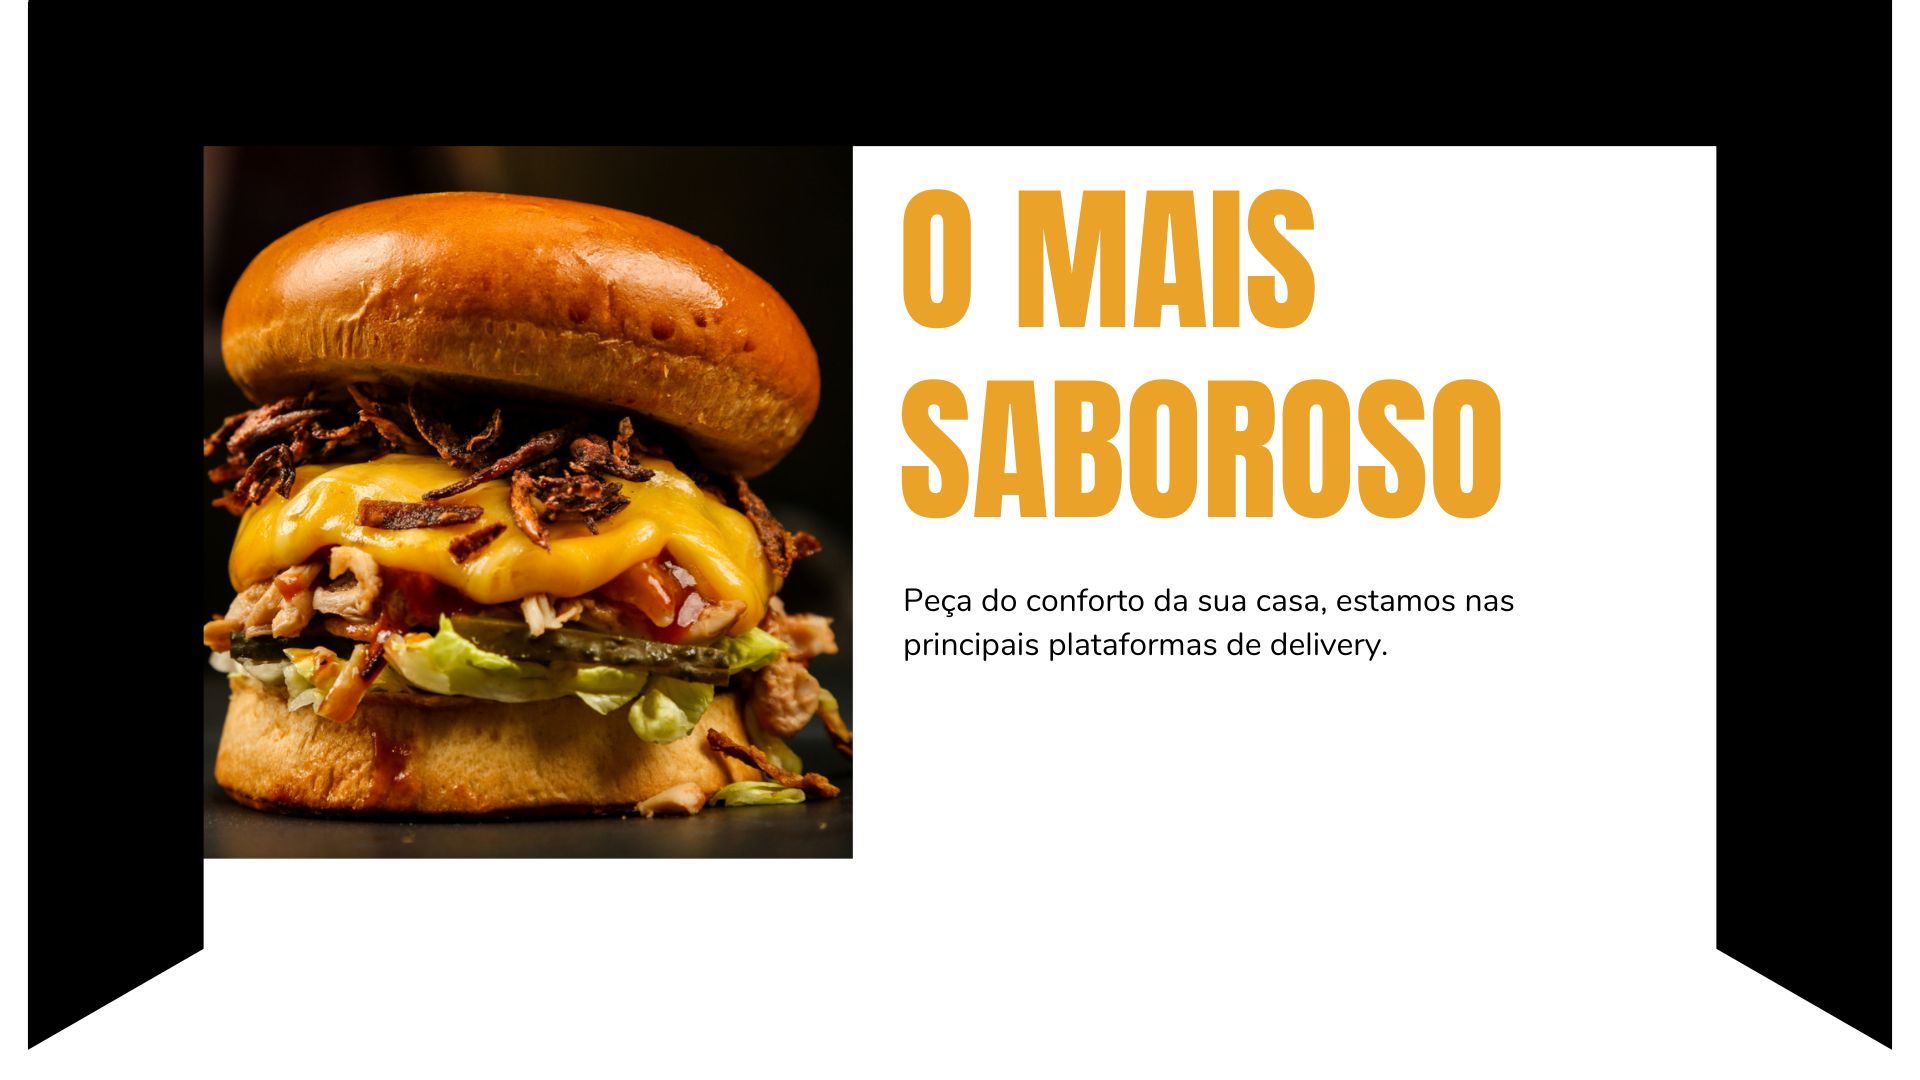 O MAIS
SABOROSO
Peça do conforto da sua casa, estamos nas
principais plataformas de delivery.